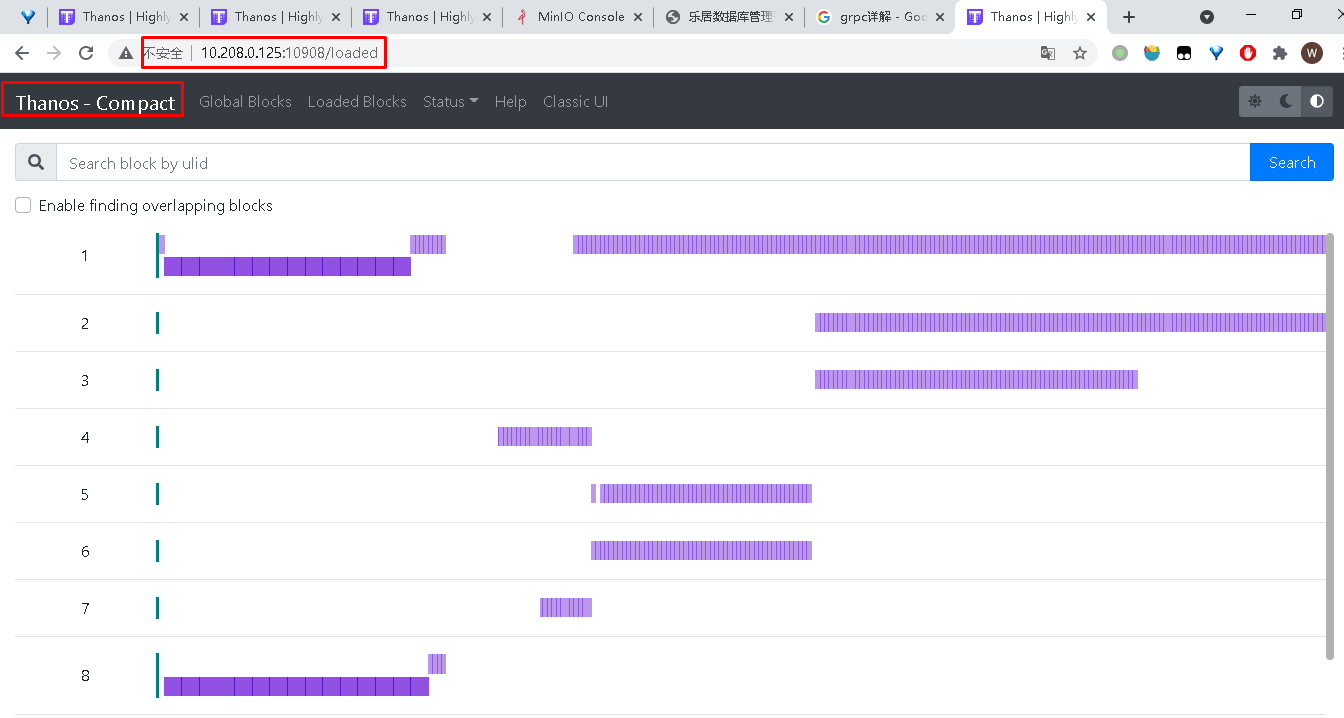 Thanos | Highly
Thanos | Highly
Thanos | Highly
MinIO Console
乐居数据库管理
grpc详解 - Goo
Thanos | Highly
不安全 | 10.208.0.125:10908/loaded
W
Thanos - Compact
Global Blocks
Loaded Blocks
Status
Help
Classic UI
Search block by ulid
Search
Enable finding overlapping blocks
1
2
3
4
5
6
7
8